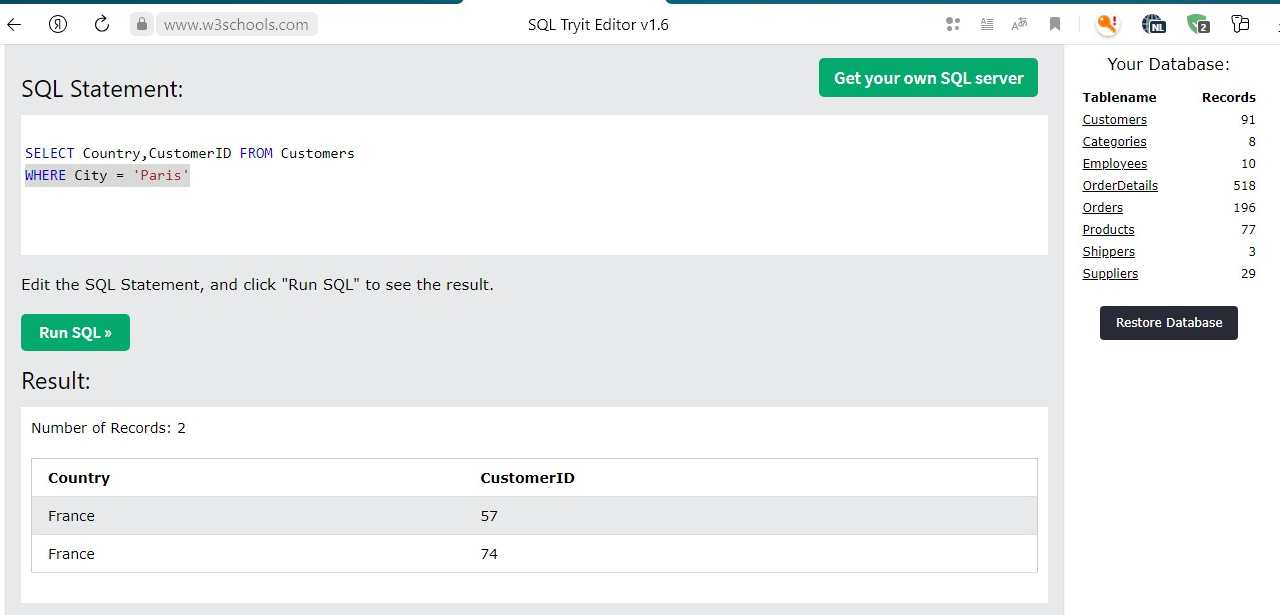 www.w3schools.com
SQL Tryit Editor v1.6
NL
2
SQL Statement:
Get your own SQL server
SELECT Country,CustomerID FROM Customers
WHERE City = 'Paris'
Edit the SQL Statement, and click "Run SQL" to see the result.
Run SQL »
Result:
Number of Records: 2
Country CustomerID
France 57
France 74
Your Database:
Tablename Records
Customers 91
Categories 8
Employees 10
OrderDetails 518
Orders 196
Products 77
Shippers 3
Suppliers 29
Restore Database